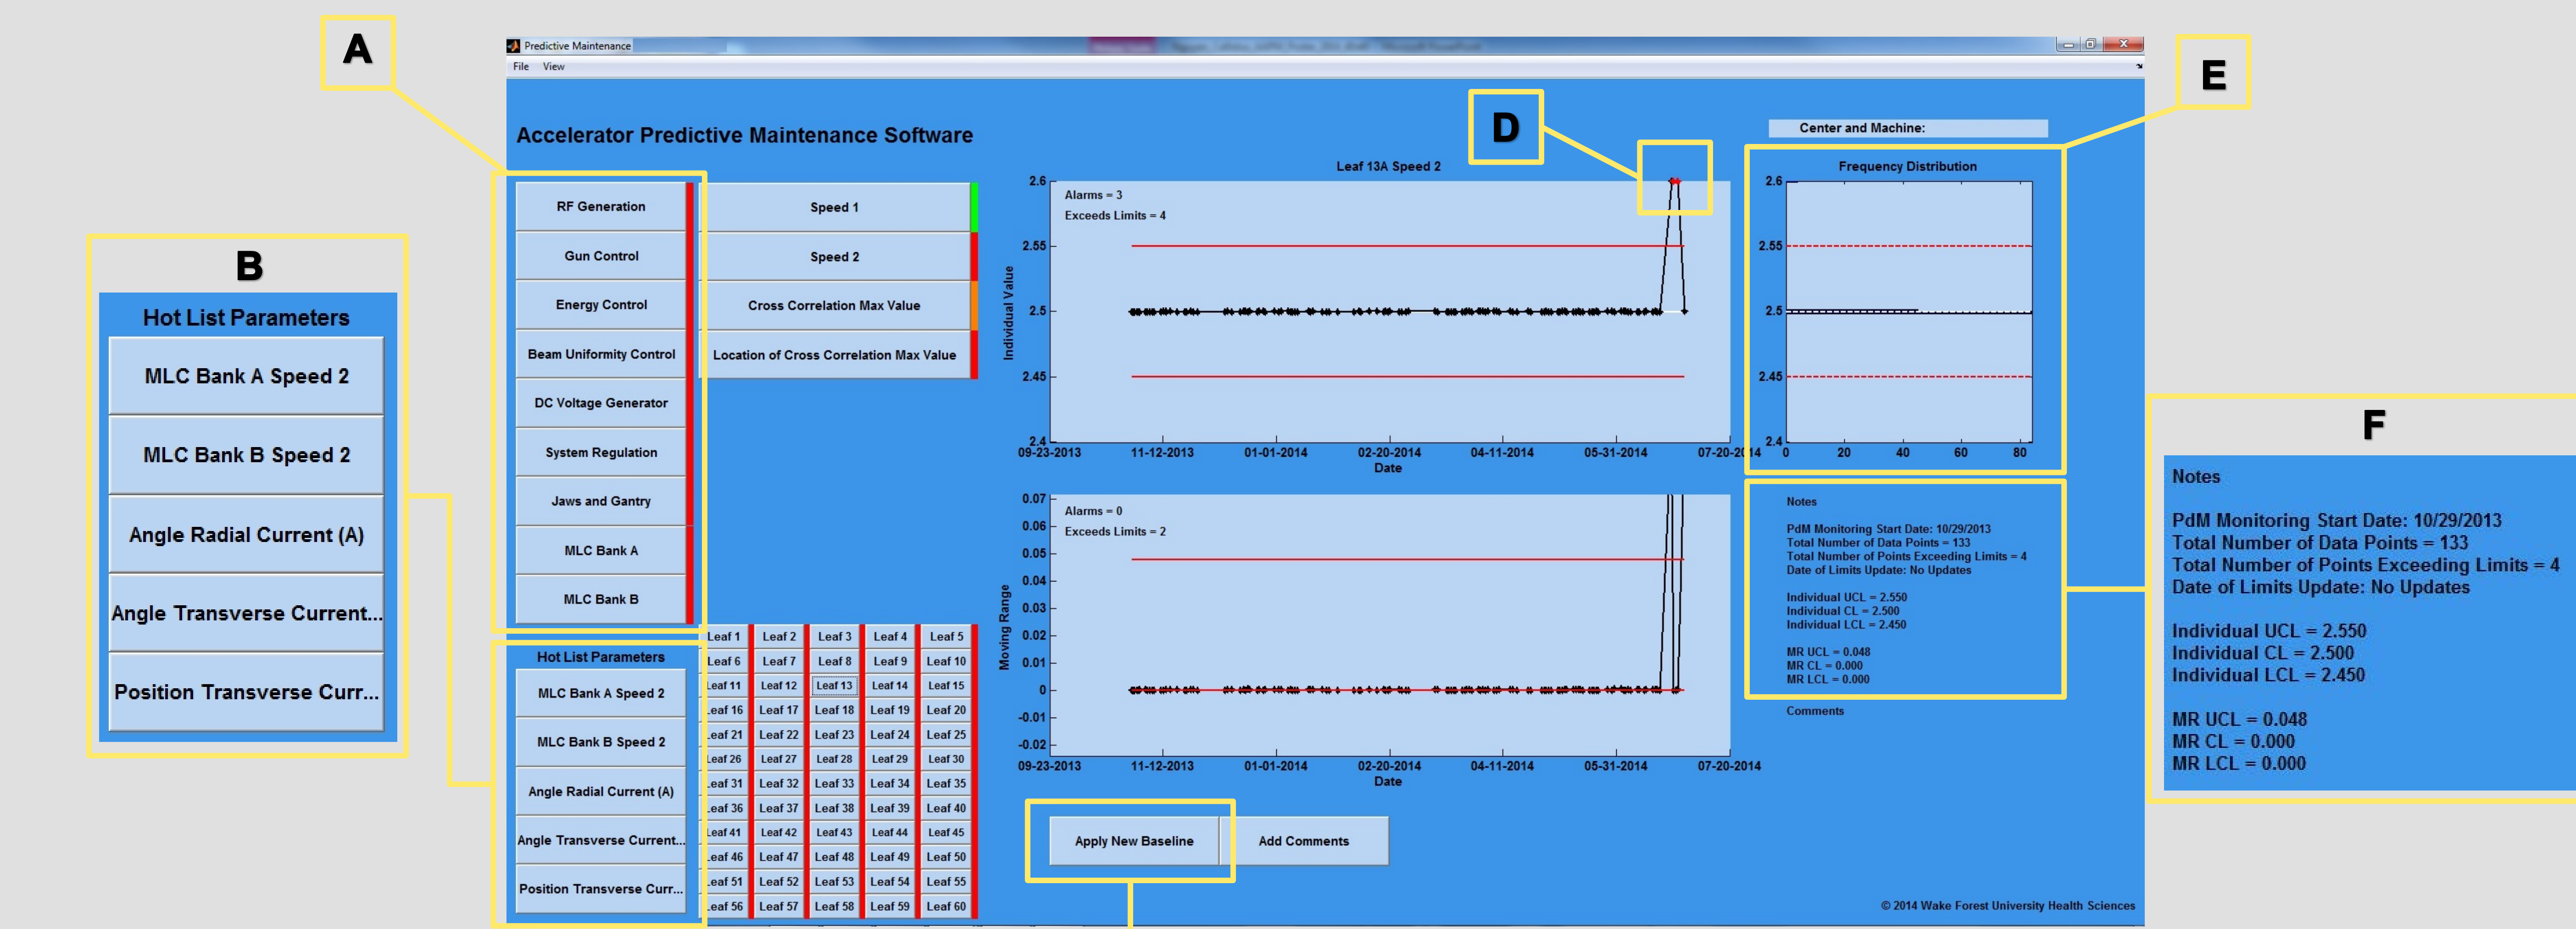 A
Predictive Maintenance
File View
E
Accelerator Predictive Maintenance Software
D
Center and Machine:
RF Generation
Gun Control
Energy Control
Beam Uniformity Control
DC Voltage Generator
System Regulation
Jaws and Gantry
MLC Bank A
MLC Bank B
Speed 1
Speed 2
Cross Correlation Max Value
Location of Cross Correlation Max Value
B
Hot List Parameters
MLC Bank A Speed 2
MLC Bank B Speed 2
Angle Radial Current (A)
Angle Transverse Current...
Position Transverse Curr...
Hot List Parameters
MLC Bank A Speed 2
MLC Bank B Speed 2
Angle Radial Current (A)
Angle Transverse Current...
Position Transverse Curr...
Leaf 1 Leaf 2 Leaf 3 Leaf 4 Leaf 5
Leaf 6 Leaf 7 Leaf 8 Leaf 9 Leaf 10
Leaf 11 Leaf 12 Leaf 13 Leaf 14 Leaf 15
Leaf 16 Leaf 17 Leaf 18 Leaf 19 Leaf 20
Leaf 21 Leaf 22 Leaf 23 Leaf 24 Leaf 25
Leaf 26 Leaf 27 Leaf 28 Leaf 29 Leaf 30
Leaf 31 Leaf 32 Leaf 33 Leaf 34 Leaf 35
Leaf 36 Leaf 37 Leaf 38 Leaf 39 Leaf 40
Leaf 41 Leaf 42 Leaf 43 Leaf 44 Leaf 45
Leaf 46 Leaf 47 Leaf 48 Leaf 49 Leaf 50
Leaf 51 Leaf 52 Leaf 53 Leaf 54 Leaf 55
Leaf 56 Leaf 57 Leaf 58 Leaf 59 Leaf 60
Leaf 13A Speed 2
Alarms = 3
Exceeds Limits = 4
Individual Value
2.6
2.55
2.5
2.45
2.4
09-23-2013 11-12-2013 01-01-2014 02-20-2014 04-11-2014 05-31-2014 07-20-2014
Date
Alarms = 0
Exceeds Limits = 2
Moving Range
0.07
0.06
0.05
0.04
0.03
0.02
0.01
0
-0.01
-0.02
09-23-2013 11-12-2013 01-01-2014 02-20-2014 04-11-2014 05-31-2014 07-20-2014
Date
Apply New Baseline
Add Comments
Frequency Distribution
2.6
2.55
2.5
2.45
2.4
0 20 40 60 80
Notes
PdM Monitoring Start Date: 10/29/2013
Total Number of Data Points = 133
Total Number of Points Exceeding Limits = 4
Date of Limits Update: No Updates
Individual UCL = 2.550
Individual CL = 2.500
Individual LCL = 2.450
MR UCL = 0.048
MR CL = 0.000
MR LCL = 0.000
Comments
© 2014 Wake Forest University Health Sciences
F
Notes
PdM Monitoring Start Date: 10/29/2013
Total Number of Data Points = 133
Total Number of Points Exceeding Limits = 4
Date of Limits Update: No Updates
Individual UCL = 2.550
Individual CL = 2.500
Individual LCL = 2.450
MR UCL = 0.048
MR CL = 0.000
MR LCL = 0.000